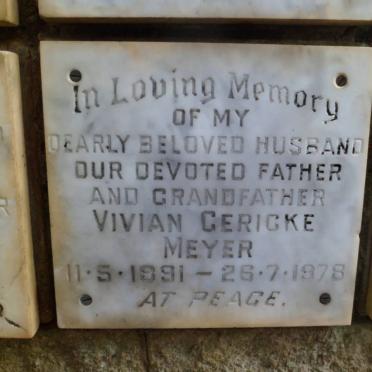 In Loving Memory
OF MY
DEARLY BELOVED HUSBAND
OUR DEVOTED FATHER
AND GRANDFATHER
VIVIAN GERICKE
MEYER
11·5·1891 – 26·7·1978
AT PEACE.